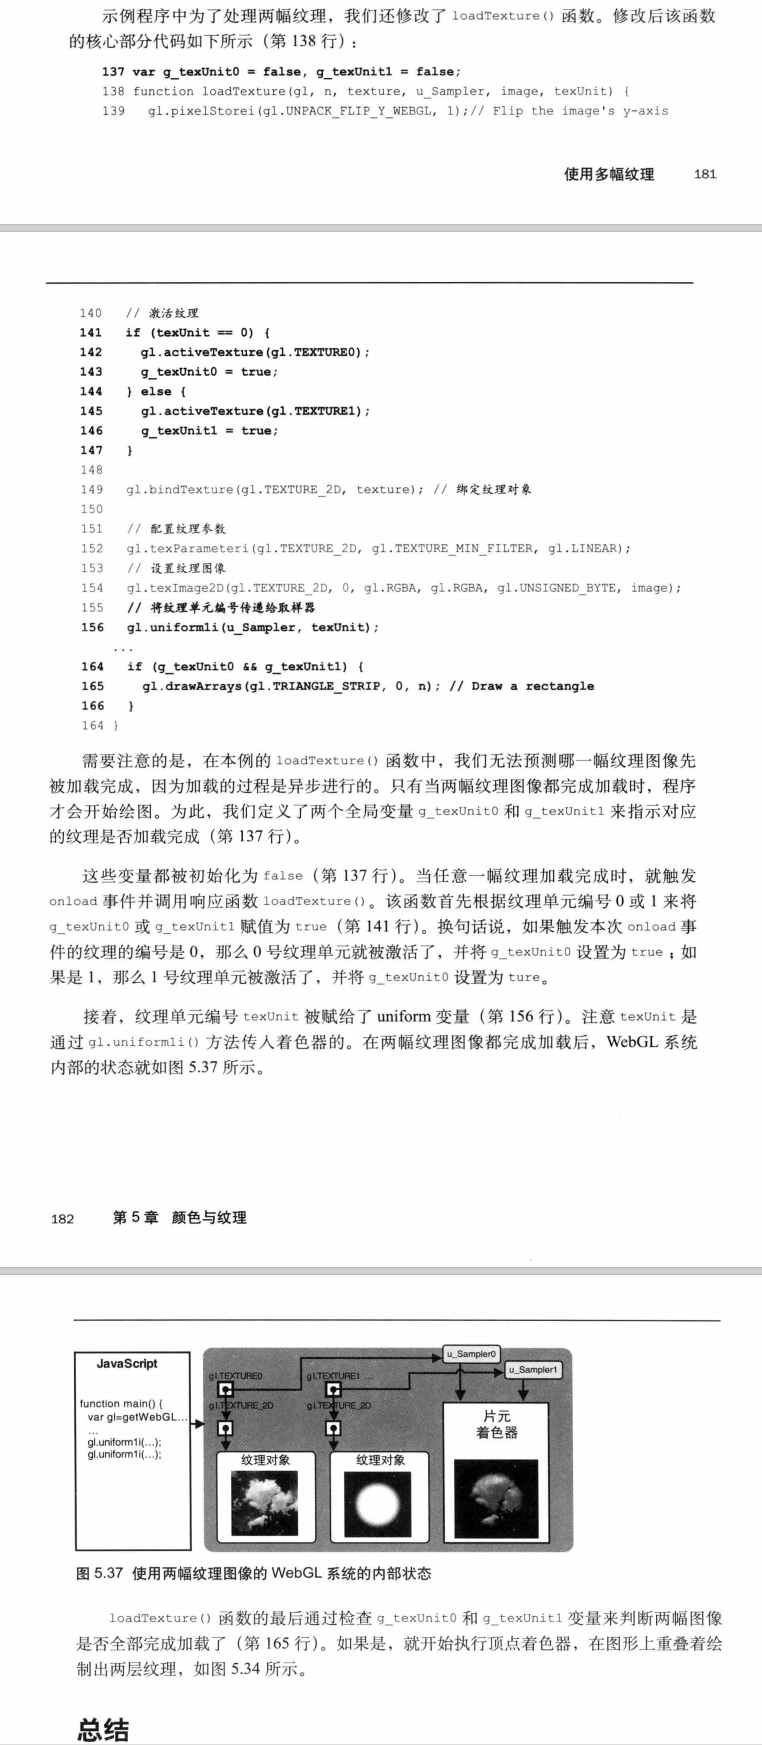 示例程序中为了处理两幅纹理，我们还修改了 loadTexture() 函数。修改后该函数
的核心部分代码如下所示（第 138 行）：
137 var g_texUnit0 = false, g_texUnit1 = false;
138 function loadTexture(gl, n, texture, u_Sampler, image, texUnit) {
139 gl.pixelStorei(gl.UNPACK_FLIP_Y_WEBGL, 1);// Flip the image's y-axis
使用多幅纹理 181
140 // 激活纹理
141 if (texUnit == 0) {
142 gl.activeTexture(gl.TEXTURE0);
143 g_texUnit0 = true;
144 } else {
145 gl.activeTexture(gl.TEXTURE1);
146 g_texUnit1 = true;
147 }
148
149 gl.bindTexture(gl.TEXTURE_2D, texture); // 绑定纹理对象
150
151 // 配置纹理参数
152 gl.texParameteri(gl.TEXTURE_2D, gl.TEXTURE_MIN_FILTER, gl.LINEAR);
153 // 设置纹理图像
154 gl.texImage2D(gl.TEXTURE_2D, 0, gl.RGBA, gl.RGBA, gl.UNSIGNED_BYTE, image);
155 // 将纹理单元编号传递给取样器
156 gl.uniform1i(u_Sampler, texUnit);
...
164 if (g_texUnit0 && g_texUnit1) {
165 gl.drawArrays(gl.TRIANGLE_STRIP, 0, n); // Draw a rectangle
166 }
164 }
需要注意的是，在本例的 loadTexture() 函数中，我们无法预测哪一幅纹理图像先
被加载完成，因为加载的过程是异步进行的。只有当两幅纹理图像都完成加载时，程序
才会开始绘图。为此，我们定义了两个全局变量 g_texUnit0 和 g_texUnit1 来指示对应
的纹理是否加载完成（第 137 行）。
这些变量都被初始化为 false（第 137 行）。当任意一幅纹理加载完成时，就触发
onload 事件并调用响应函数 loadTexture()。该函数首先根据纹理单元编号 0 或 1 来将
g_texUnit0 或 g_texUnit1 赋值为 true（第 141 行）。换句话说，如果触发本次 onload 事
件的纹理的编号是 0，那么 0 号纹理单元就被激活了，并将 g_texUnit0 设置为 true；如
果是 1，那么 1 号纹理单元被激活了，并将 g_texUnit0 设置为 ture。
接着，纹理单元编号 texUnit 被赋给了 uniform 变量（第 156 行）。注意 texUnit 是
通过 gl.uniform1i() 方法传入着色器的。在两幅纹理图像都完成加载后，WebGL 系统
内部的状态就如图 5.37 所示。
182 第 5 章 颜色与纹理
JavaScript
function main() {
var gl=getWebGL...
...
gl.uniform1i(...);
gl.uniform1i(...);
gl.TEXTURE0
gl.TEXTURE1 ...
gl.TEXTURE_2D
gl.TEXTURE_2D
纹理对象
纹理对象
u_Sampler0
u_Sampler1
片元
着色器
图 5.37 使用两幅纹理图像的 WebGL 系统的内部状态
loadTexture() 函数的最后通过检查 g_texUnit0 和 g_texUnit1 变量来判断两幅图像
是否全部完成加载了（第 165 行）。如果是，就开始执行顶点着色器，在图形上重叠着绘
制出两层纹理，如图 5.34 所示。
总结